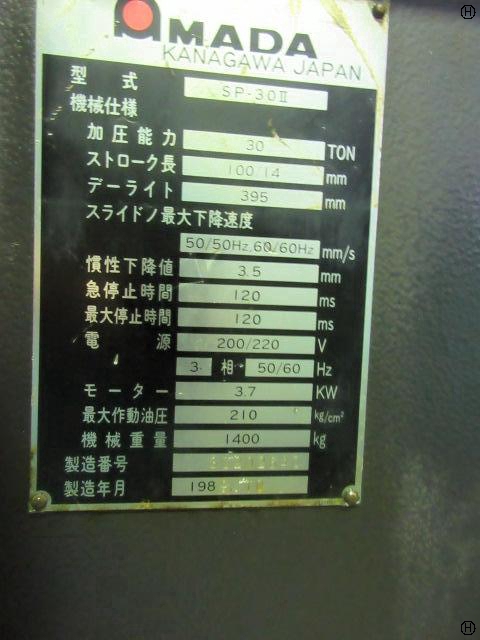 AMADA
KANAGAWA JAPAN
型式 SP-30Ⅱ
機械仕様
加圧能力 30 TON
ストローク長 100/14 mm
デーライト 395 mm
スライドノ最大下降速度
50/50Hz.60/60Hz mm/s
慣性下降値 3.5 mm
急停止時間 120 ms
最大停止時間 120 ms
電源 200/220 V
3 相 50/60 Hz
モーター 3.7 KW
最大作動油圧 210 kg/cm²
機械重量 1400 kg
製造番号
製造年月 198